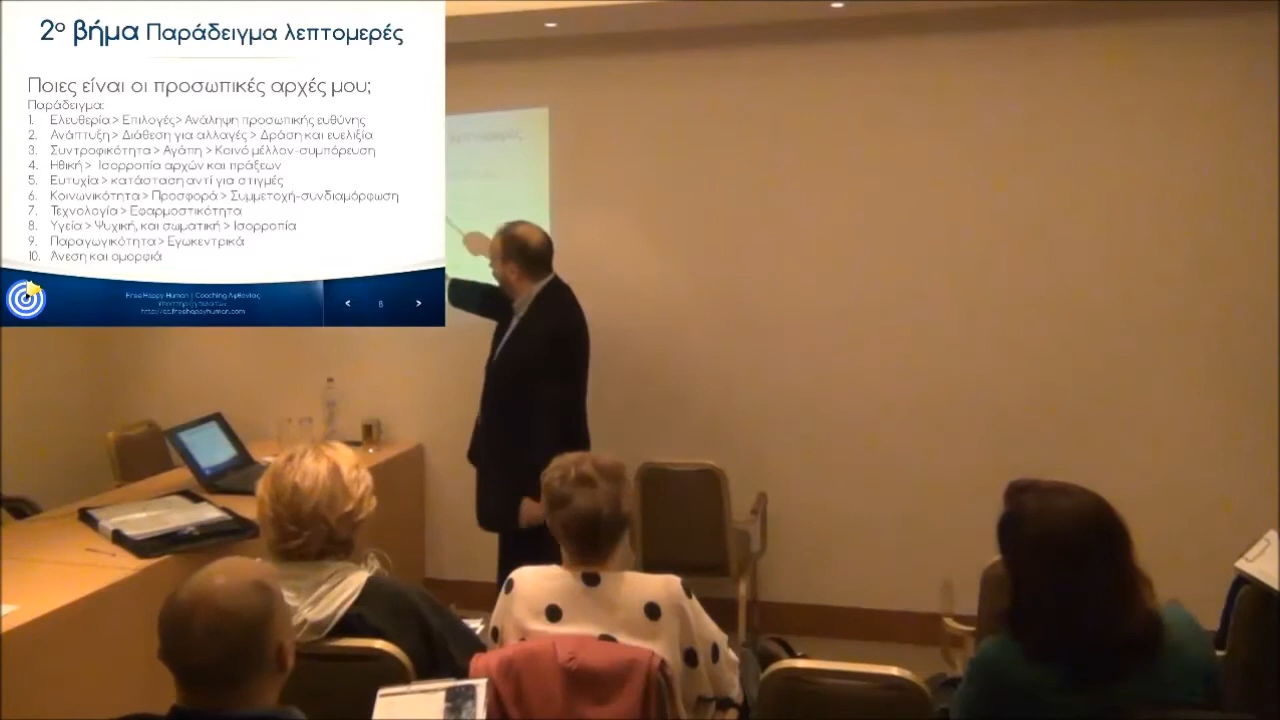 2ο βήμα Παράδειγμα λεπτομερές
Ποιες είναι οι προσωπικές αρχές μου;
Παράδειγμα:
1. Ελευθερία > Επιλογές > Ανάληψη προσωπικής ευθύνης
2. Ανάπτυξη > Διάθεση για αλλαγές > Δράση και ευελιξία
3. Συντροφικότητα > Αγάπη > Κοινό μέλλον-συμπόρευση
4. Ηθική > Ισορροπία αρχών και πράξεων
5. Ευτυχία > κατάσταση αντί για στιγμές
6. Κοινωνικότητα > Προσφορά > Συμμετοχή-συνδιαμόρφωση
7. Τεχνολογία > Εφαρμοστικότητα
8. Υγεία > Ψυχική, και σωματική > Ισορροπία
9. Παραγωγικότητα > Εγωκεντρικά
10. Άνεση και ομορφιά
Free Happy Human | Coaching Αφθονίας
8